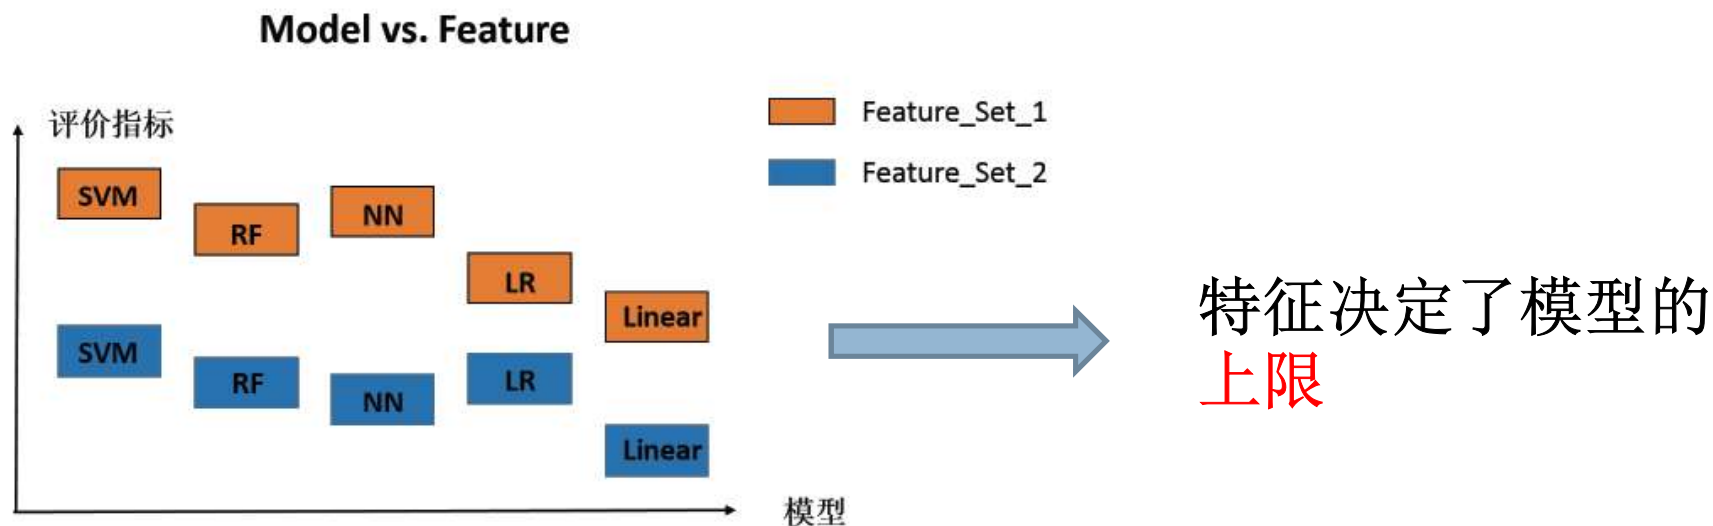 Model vs. Feature
评价指标
Feature_Set_1
Feature_Set_2
SVM
RF
NN
LR
Linear
SVM
RF
NN
LR
Linear
模型
特征决定了模型的
上限